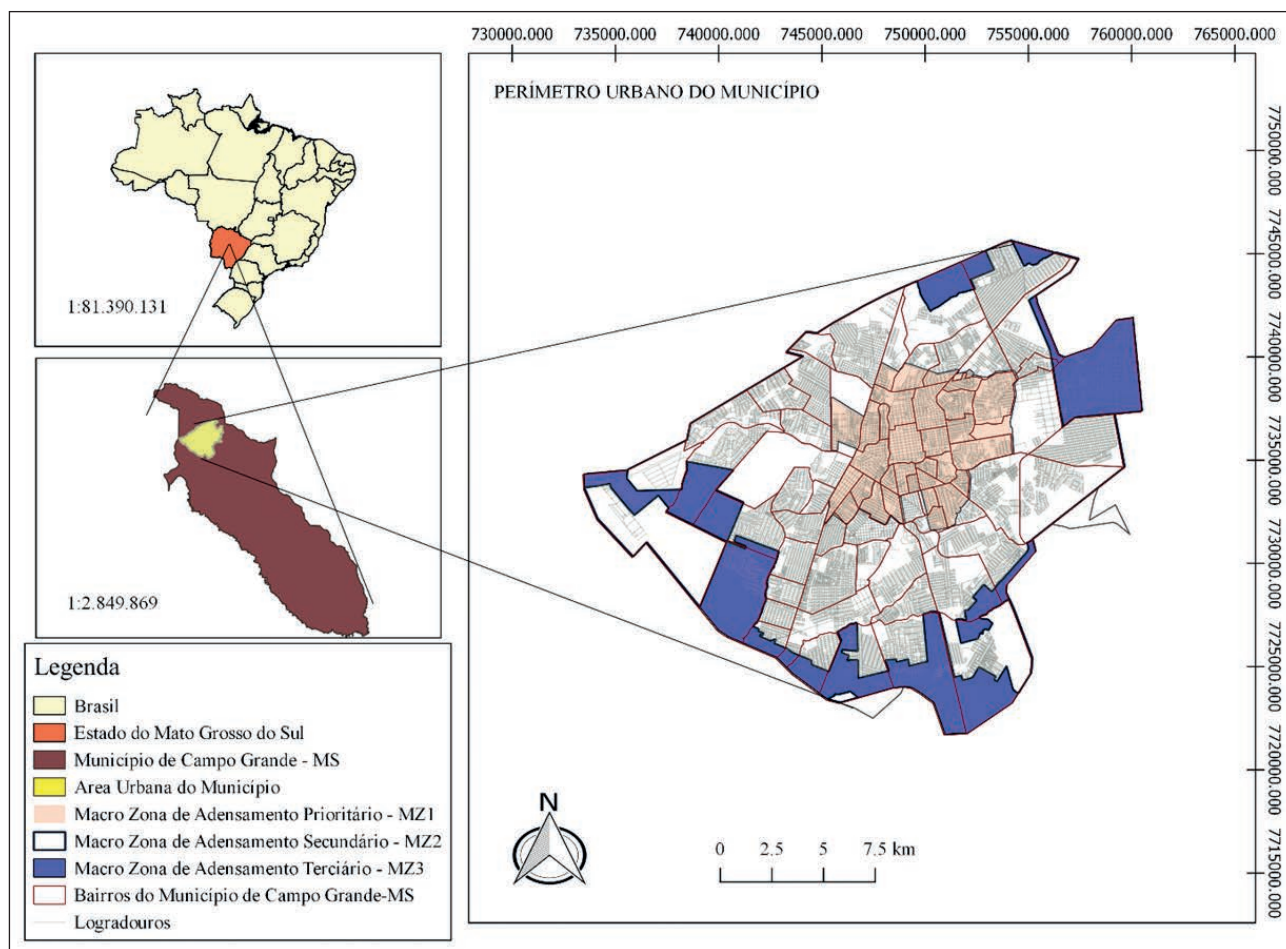 730000.000 735000.000 740000.000 745000.000 750000.000 755000.000 760000.000 765000.000
PERÍMETRO URBANO DO MUNICÍPIO
7750000.000
7745000.000
7740000.000
7735000.000
7730000.000
7725000.000
7720000.000
7715000.000
1:81.390.131
1:2.849.869
Legenda
Brasil
Estado do Mato Grosso do Sul
Município de Campo Grande - MS
Area Urbana do Município
Macro Zona de Adensamento Prioritário - MZ1
Macro Zona de Adensamento Secundário - MZ2
Macro Zona de Adensamento Terciário - MZ3
Bairros do Município de Campo Grande-MS
Logradouros
N
0 2.5 5 7.5 km